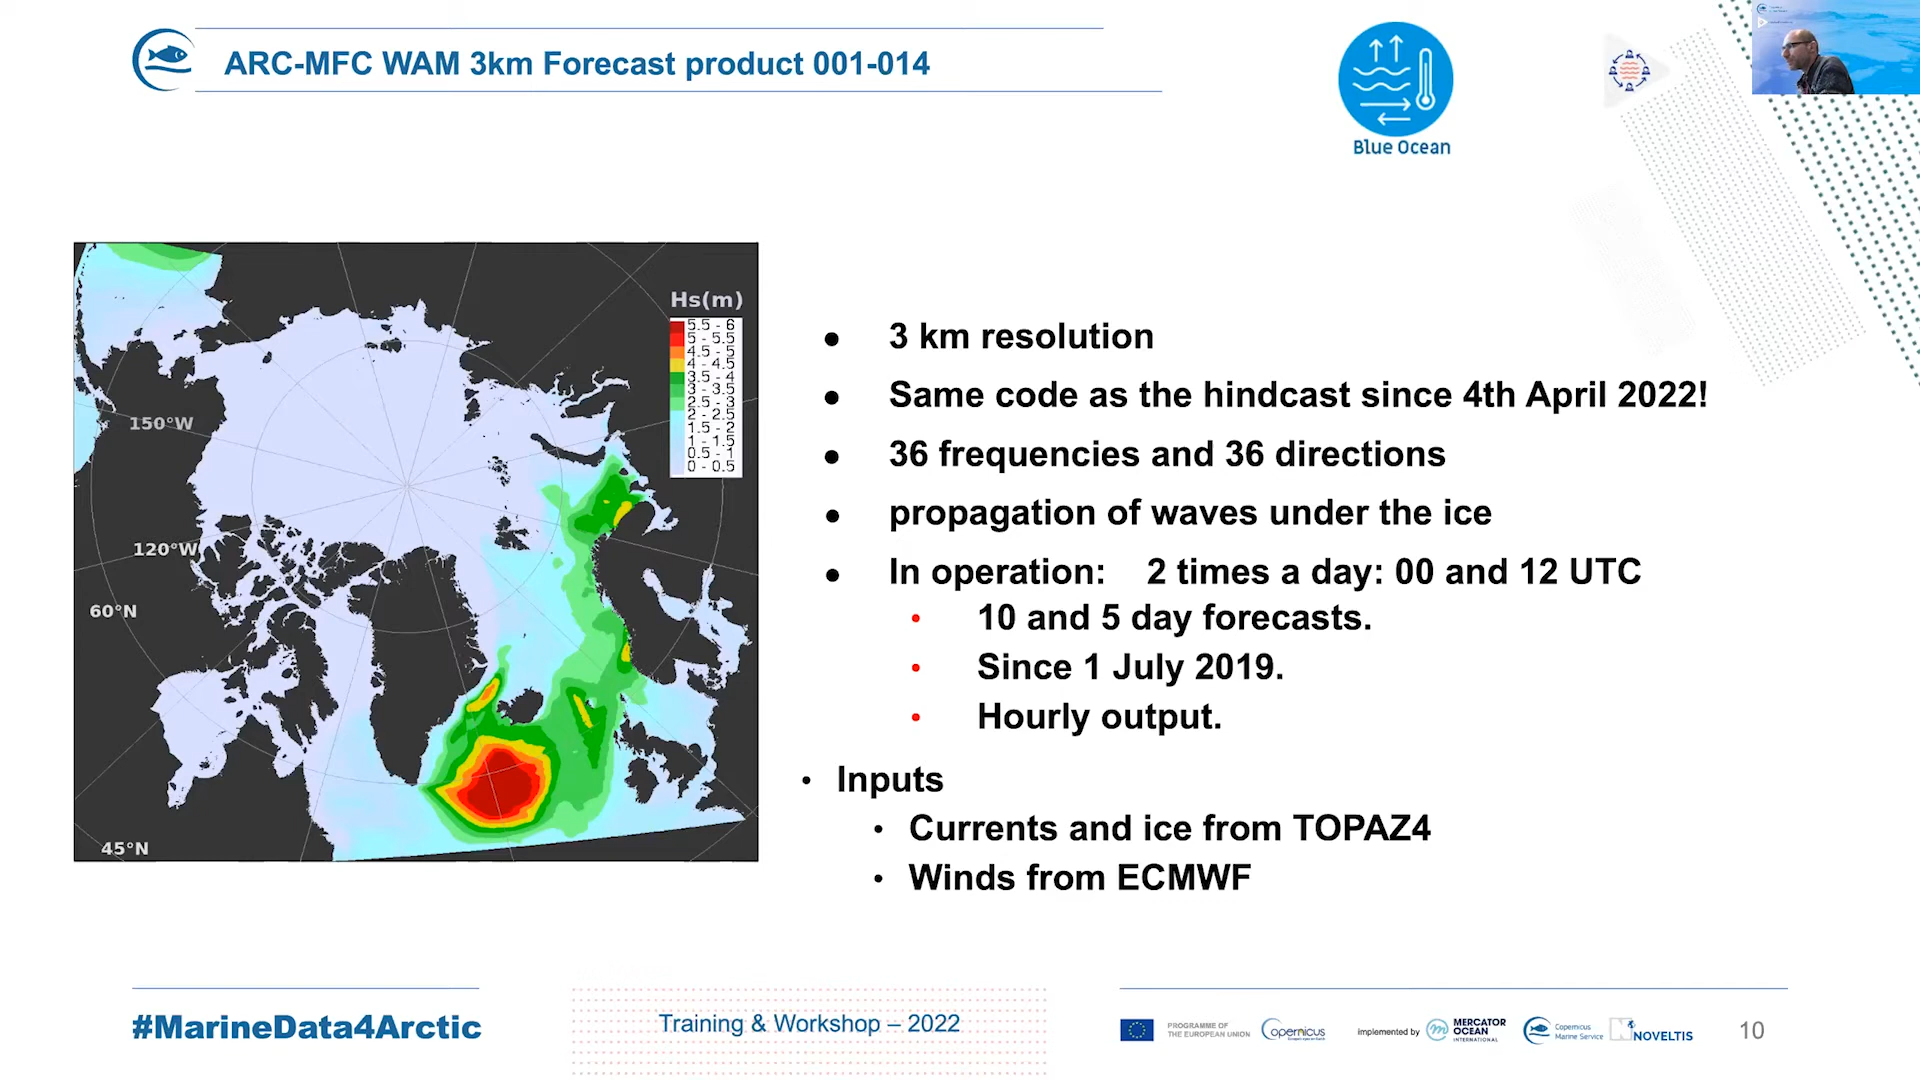 ARC-MFC WAM 3km Forecast product 001-014
Blue Ocean
Hs(m)
5.5 - 6
5 - 5.5
4.5 - 5
4 - 4.5
3.5 - 4
3 - 3.5
2.5 - 3
2 - 2.5
1.5 - 2
1 - 1.5
0.5 - 1
0 - 0.5
150°W
120°W
60°N
45°N
• 3 km resolution
• Same code as the hindcast since 4th April 2022!
• 36 frequencies and 36 directions
• propagation of waves under the ice
• In operation: 2 times a day: 00 and 12 UTC
• 10 and 5 day forecasts.
• Since 1 July 2019.
• Hourly output.
• Inputs
• Currents and ice from TOPAZ4
• Winds from ECMWF
#MarineData4Arctic
Training & Workshop – 2022
PROGRAMME OF
THE EUROPEAN UNION
opernicus
implemented by
MERCATOR
OCEAN
INTERNATIONAL
Copernicus
Marine Service
NOVELTIS
10